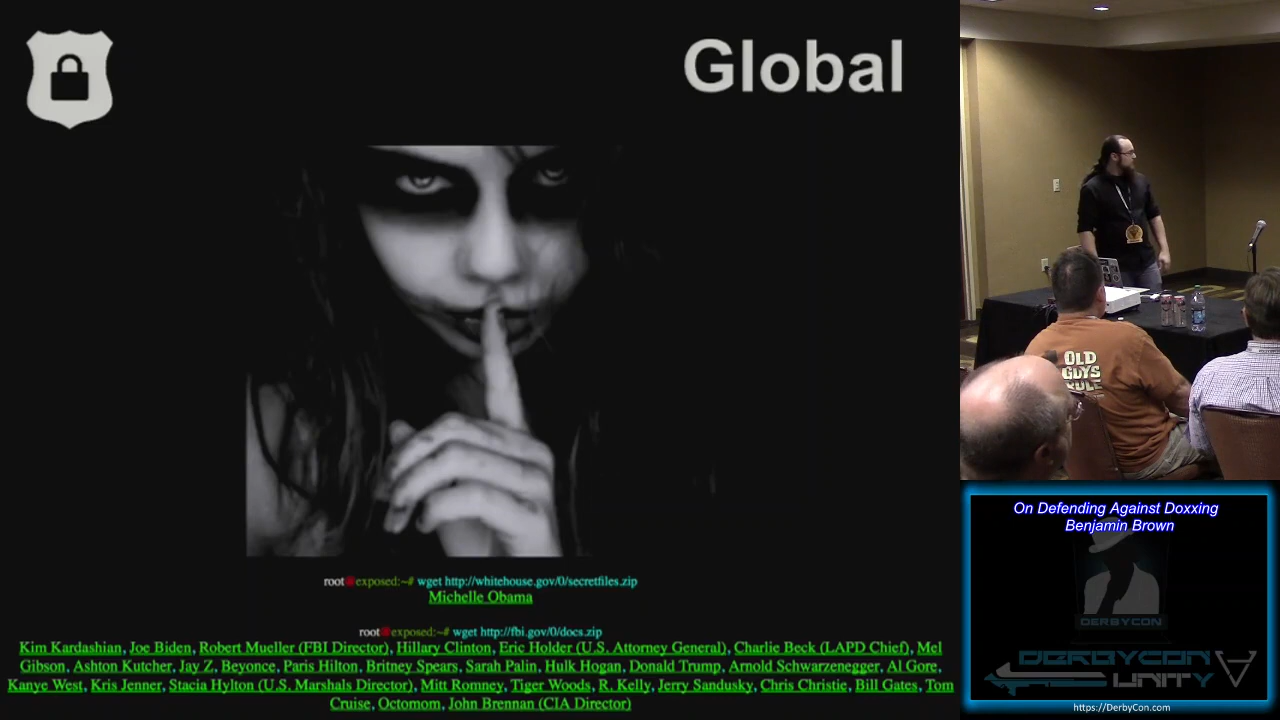 Global
root@exposed:~# wget http://whitehouse.gov/0/secretfiles.zip
Michelle Obama
root@exposed:~# wget http://fbi.gov/0/docs.zip
Kim Kardashian, Joe Biden, Robert Mueller (FBI Director), Hillary Clinton, Eric Holder (U.S. Attorney General), Charlie Beck (LAPD Chief), Mel
Gibson, Ashton Kutcher, Jay Z, Beyonce, Paris Hilton, Britney Spears, Sarah Palin, Hulk Hogan, Donald Trump, Arnold Schwarzenegger, Al Gore,
Kanye West, Kris Jenner, Stacia Hylton (U.S. Marshals Director), Mitt Romney, Tiger Woods, R. Kelly, Jerry Sandusky, Chris Christie, Bill Gates, Tom
Cruise, Octomom, John Brennan (CIA Director)
OLD
GUYS
RULE
On Defending Against Doxxing
Benjamin Brown
DERBYCON
DERBYCON
UNITY
https://DerbyCon.com